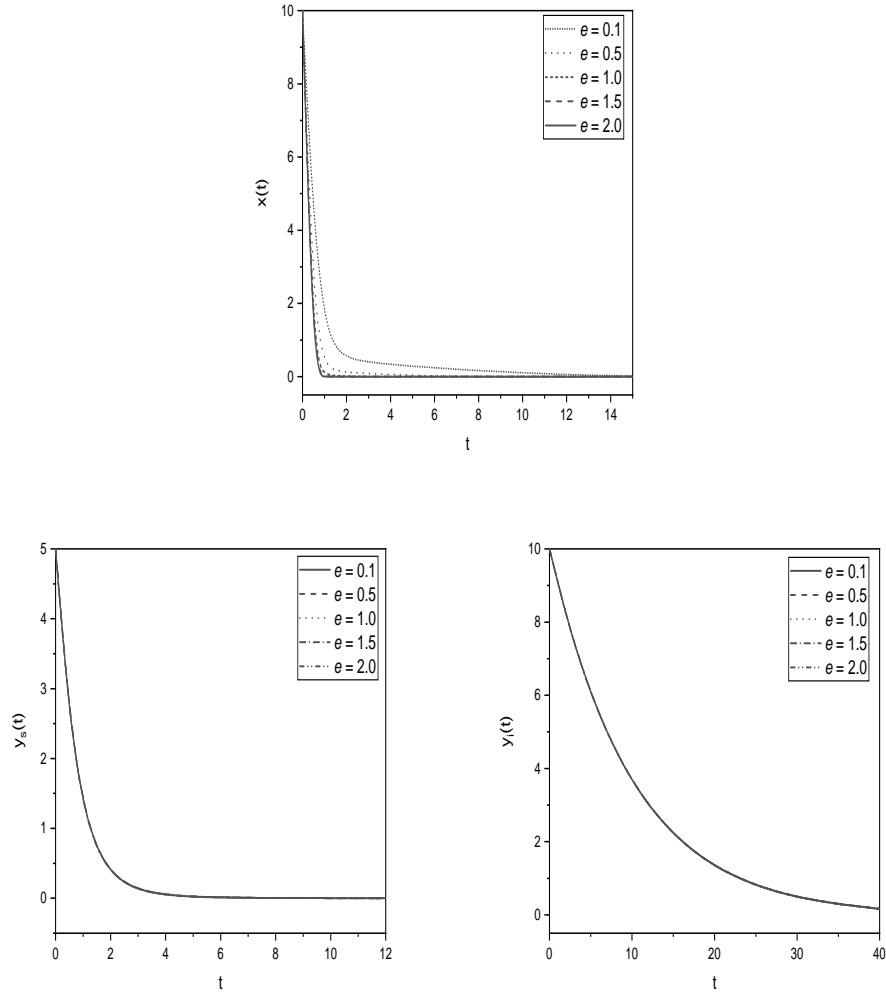 10
8
6
4
2
0
x(t)
0 2 4 6 8 10 12 14
t
e = 0.1
e = 0.5
e = 1.0
e = 1.5
e = 2.0
5
4
3
2
1
0
yₛ(t)
0 2 4 6 8 10 12
t
e = 0.1
e = 0.5
e = 1.0
e = 1.5
e = 2.0
10
8
6
4
2
0
yᵢ(t)
0 10 20 30 40
t
e = 0.1
e = 0.5
e = 1.0
e = 1.5
e = 2.0